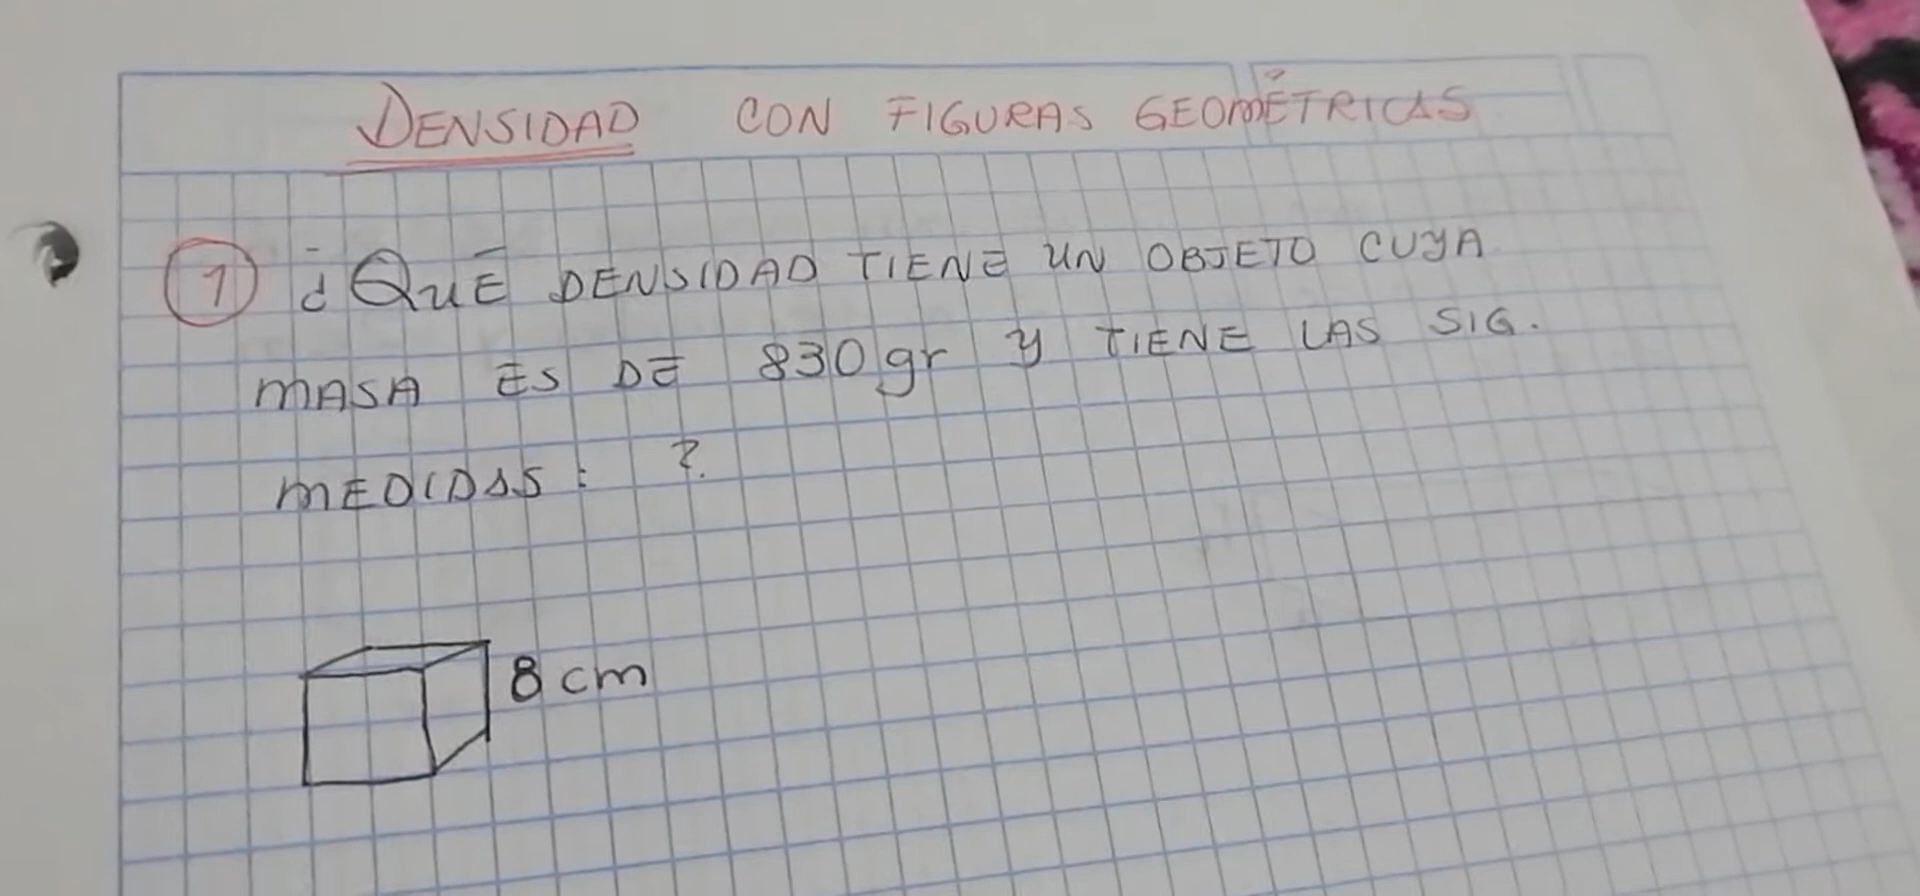 DENSIDAD CON FIGURAS GEOMÉTRICAS
1 ¿QUÉ DENSIDAD TIENE UN OBJETO CUYA
MASA ES DE 830 gr Y TIENE LAS SIG.
MEDIDAS: ?
8 cm